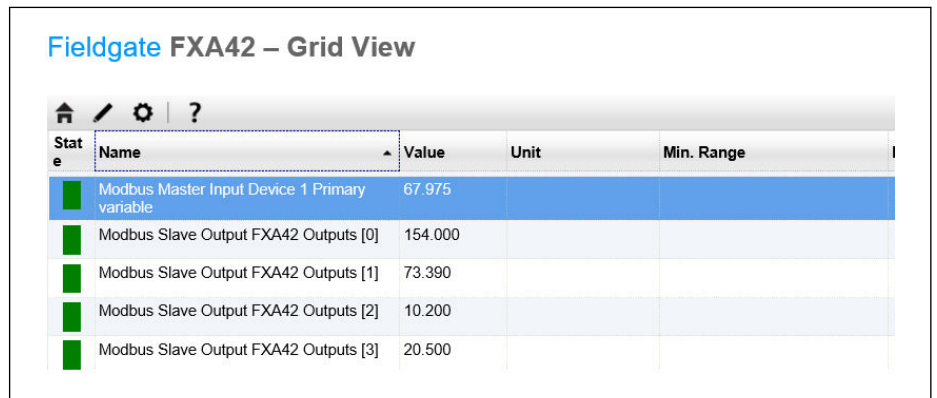 Fieldgate FXA42 – Grid View
?
Stat
e
Name Value Unit Min. Range
Modbus Master Input Device 1 Primary 67.975
variable
Modbus Slave Output FXA42 Outputs [0] 154.000
Modbus Slave Output FXA42 Outputs [1] 73.390
Modbus Slave Output FXA42 Outputs [2] 10.200
Modbus Slave Output FXA42 Outputs [3] 20.500